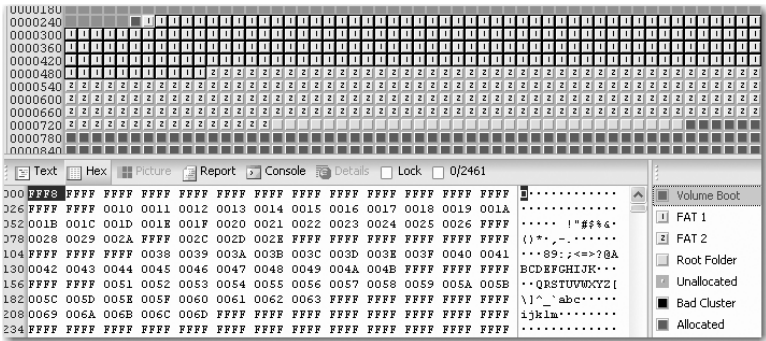 0000180
0000240
0000300
0000360
0000420
0000480
0000540
0000600
0000660
0000720
0000780
0000840
Text Hex Picture Report Console Details Lock 0/2461
000 FFF8 FFFF FFFF FFFF FFFF FFFF FFFF FFFF FFFF FFFF FFFF FFFF FFFF
026 FFFF FFFF 0010 0011 0012 0013 0014 0015 0016 0017 0018 0019 001A
052 001B 001C 001D 001E 001F 0020 0021 0022 0023 0024 0025 0026 FFFF ····· !"#$%&·
078 0028 0029 002A FFFF 002C 002D 002E FFFF FFFF FFFF FFFF FFFF FFFF ()*·,-.······
104 FFFF FFFF FFFF 0038 0039 003A 003B 003C 003D 003E 003F 0040 0041 ···89:;<=>?@A
130 0042 0043 0044 0045 0046 0047 0048 0049 004A 004B FFFF FFFF FFFF BCDEFGHIJK···
156 FFFF FFFF 0051 0052 0053 0054 0055 0056 0057 0058 0059 005A 005B ··QRSTUVWXYZ[
182 005C 005D 005E 005F 0060 0061 0062 0063 FFFF FFFF FFFF FFFF FFFF \]^_`abc·····
208 0069 006A 006B 006C 006D FFFF FFFF FFFF FFFF FFFF FFFF FFFF FFFF ijklm········
234 FFFF FFFF FFFF FFFF FFFF FFFF FFFF FFFF FFFF FFFF FFFF FFFF FFFF
Volume Boot
1 FAT 1
2 FAT 2
Root Folder
Unallocated
Bad Cluster
Allocated